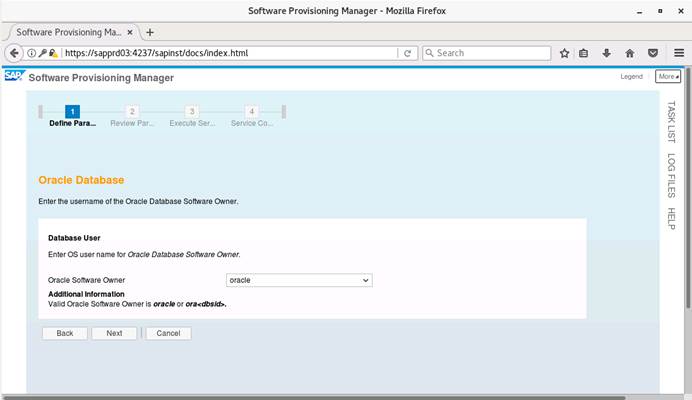 Software Provisioning Manager - Mozilla Firefox
Software Provisioning Ma...
https://sapprd03:4237/sapinst/docs/index.html
Search
SAP
Software Provisioning Manager
Legend
More
1 2 3 4
Define Para... Review Par... Execute Ser... Service Co...
TASK LIST
LOG FILES
HELP
Oracle Database
Enter the username of the Oracle Database Software Owner.
Database User
Enter OS user name for Oracle Database Software Owner.
Oracle Software Owner oracle
Additional Information
Valid Oracle Software Owner is oracle or ora<dbsid>.
Back Next Cancel